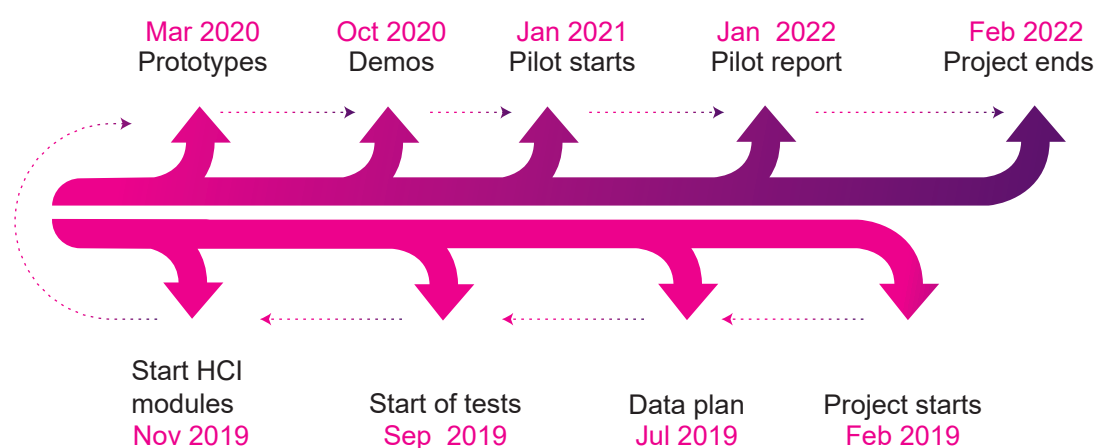 Mar 2020
Prototypes
Oct 2020
Demos
Jan 2021
Pilot starts
Jan 2022
Pilot report
Feb 2022
Project ends
Start HCI
modules
Nov 2019
Start of tests
Sep 2019
Data plan
Jul 2019
Project starts
Feb 2019